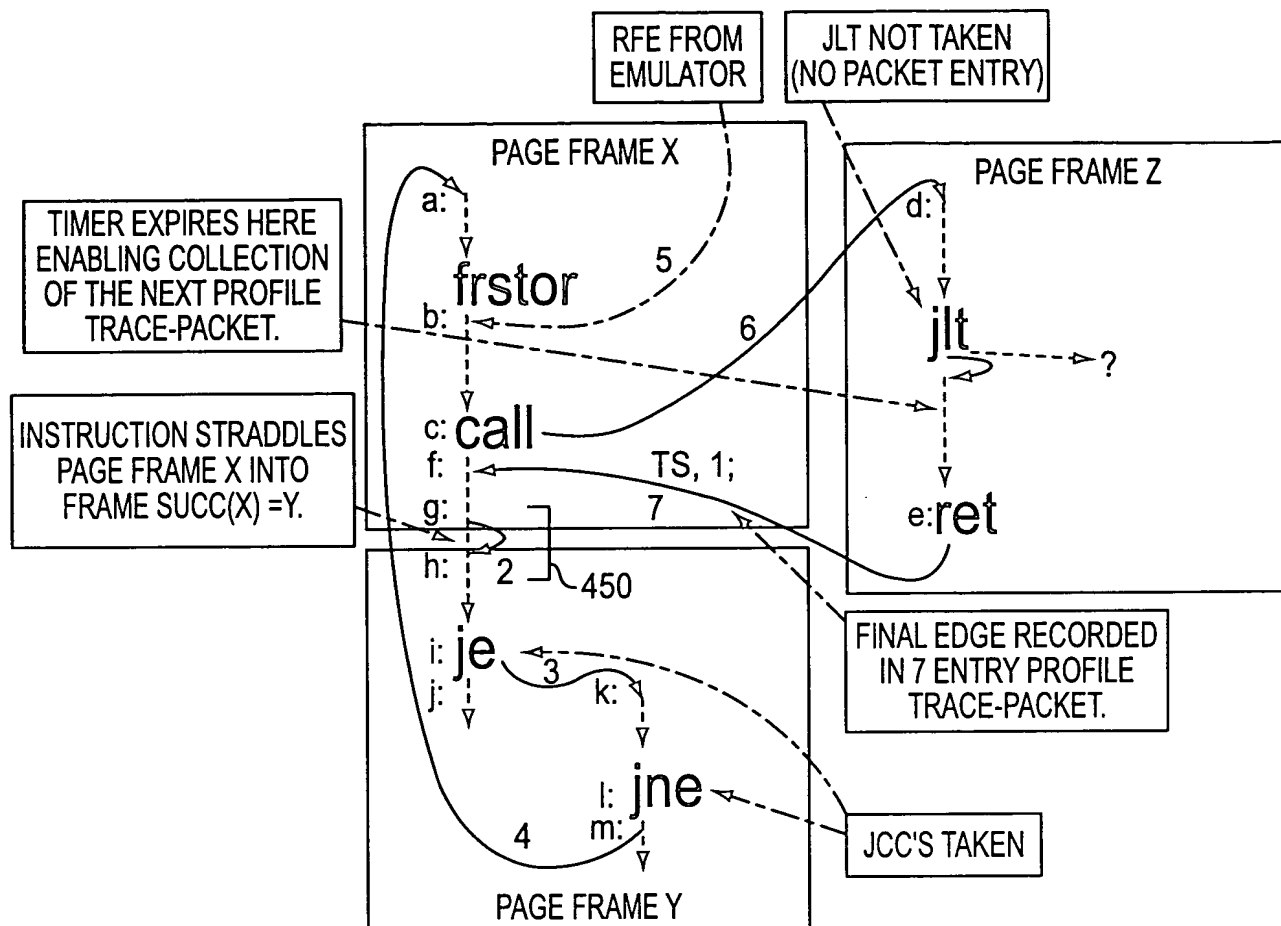 RFE FROM
EMULATOR
JLT NOT TAKEN
(NO PACKET ENTRY)
PAGE FRAME X
PAGE FRAME Z
a:
d:
TIMER EXPIRES HERE
ENABLING COLLECTION
OF THE NEXT PROFILE
TRACE-PACKET.
5
frstor
b:
6
jlt
?
INSTRUCTION STRADDLES
PAGE FRAME X INTO
FRAME SUCC(X) =Y.
c: call
f:
TS, 1;
7
g:
e: ret
h:
2
450
i: je
3
j:
k:
FINAL EDGE RECORDED
IN 7 ENTRY PROFILE
TRACE-PACKET.
l: jne
m:
4
JCC'S TAKEN
PAGE FRAME Y